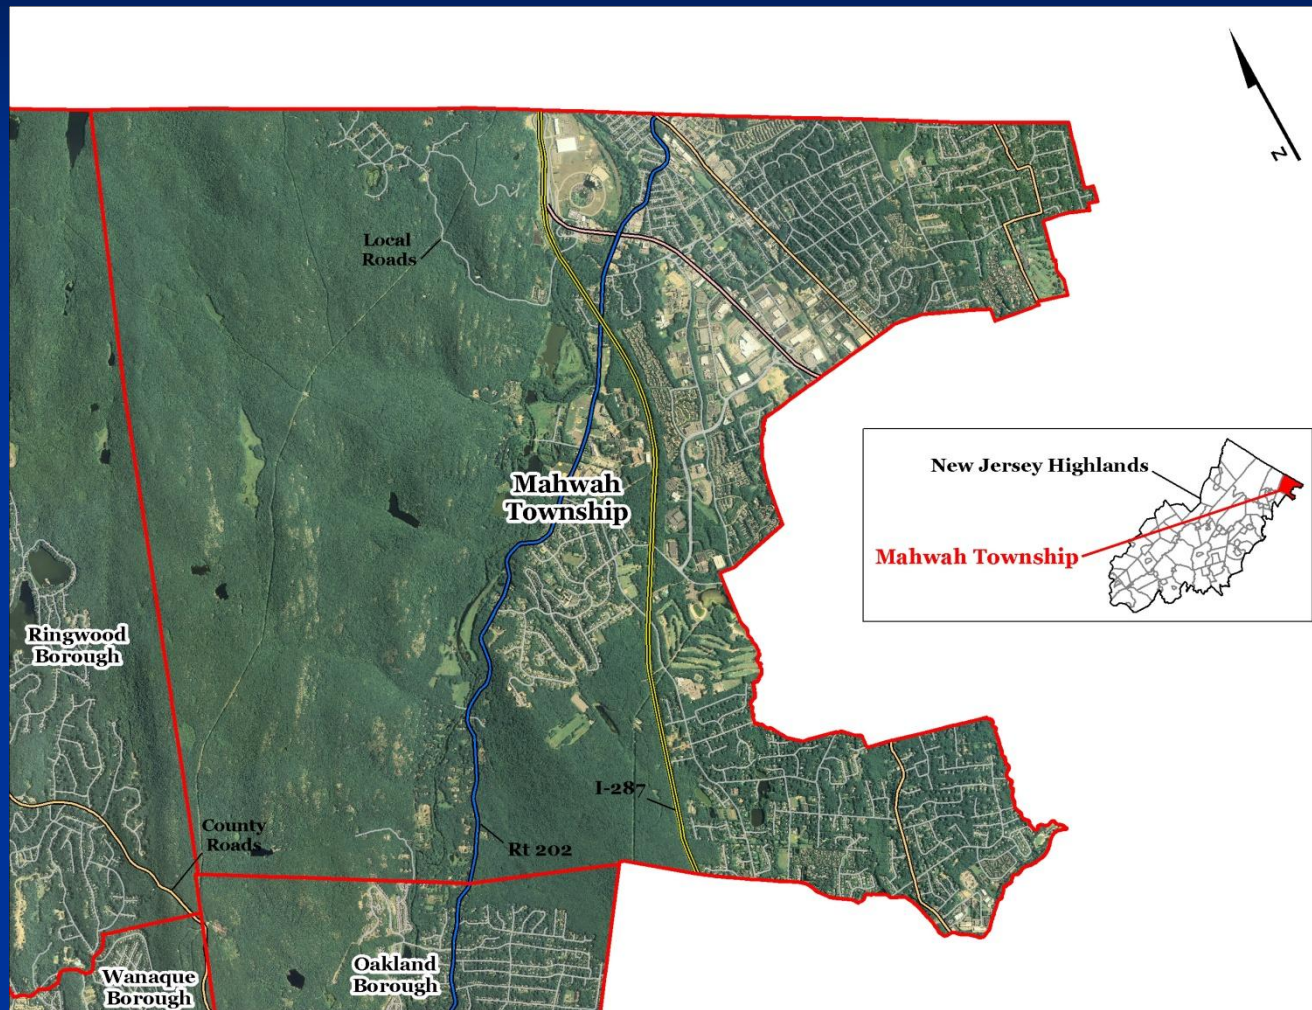 N
Local
Roads
New Jersey Highlands
Mahwah Township
Mahwah
Township
Ringwood
Borough
I-287
County
Roads
Rt 202
Oakland
Borough
Wanaque
Borough